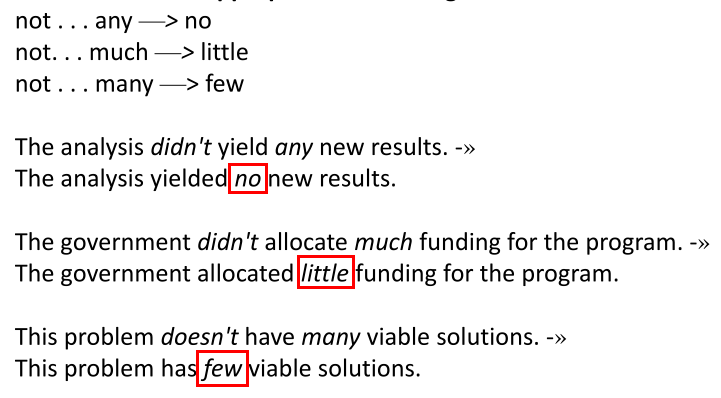 not . . . any —> no
not. . . much —> little
not . . . many —> few
The analysis didn't yield any new results. -»
The analysis yielded no new results.
The government didn't allocate much funding for the program. -»
The government allocated little funding for the program.
This problem doesn't have many viable solutions. -»
This problem has few viable solutions.